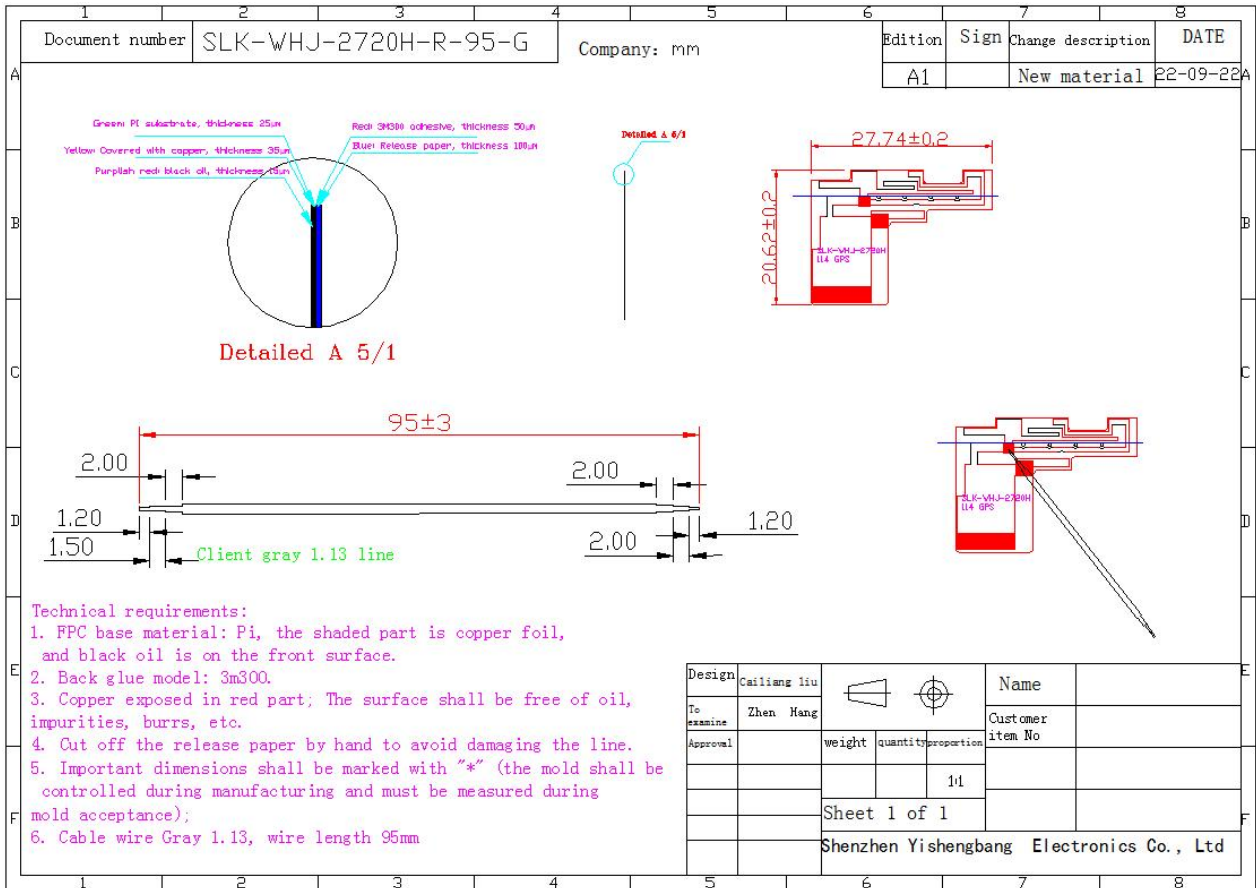 1 2 3 4 5 6 7 8
Document number SLK-WHJ-2720H-R-95-G
Company: mm
Edition Sign Change description DATE
A1 New material 22-09-22
A A
Green: PI substrate, thickness 25μm
Yellow: Covered with copper, thickness 35μm
Purplish red: black oil, thickness 15μm
Red: 3M300 adhesive, thickness 50μm
Blue: Release paper, thickness 100μm
Detailed A 5/1
Detailed A 6/1
27.74±0.2
20.62±0.2
SLK-WHJ-2720H
114 GPS
B B
C C
95±3
2.00 2.00
1.20 1.20
1.50 2.00
Client gray 1.13 line
SLK-WHJ-2720H
114 GPS
D D
Technical requirements:
1. FPC base material: Pi, the shaded part is copper foil,
and black oil is on the front surface.
2. Back glue model: 3m300.
3. Copper exposed in red part; The surface shall be free of oil,
impurities, burrs, etc.
4. Cut off the release paper by hand to avoid damaging the line.
5. Important dimensions shall be marked with "*" (the mold shall be
controlled during manufacturing and must be measured during
mold acceptance);
6. Cable wire Gray 1.13, wire length 95mm
E E
F F
Design Cailiang liu
To examine Zhen Hang
Approval
weight quantity proportion
1:1
Sheet 1 of 1
Name
Customer item No
Shenzhen Yishengbang Electronics Co., Ltd
1 2 3 4 5 6 7 8